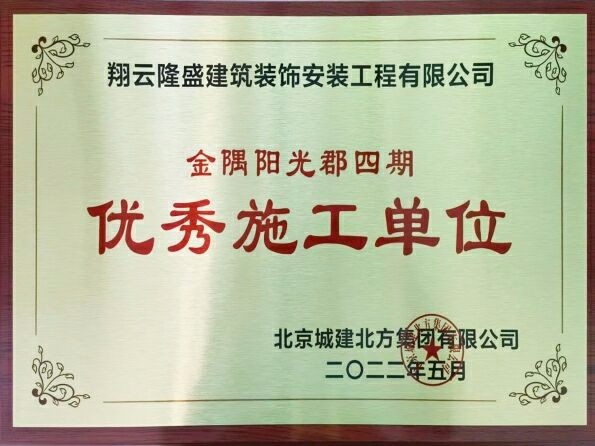 翔云隆盛建筑装饰安装工程有限公司
金隅阳光郡四期
优秀施工单位
北京城建北方集团有限公司
二〇二二年五月